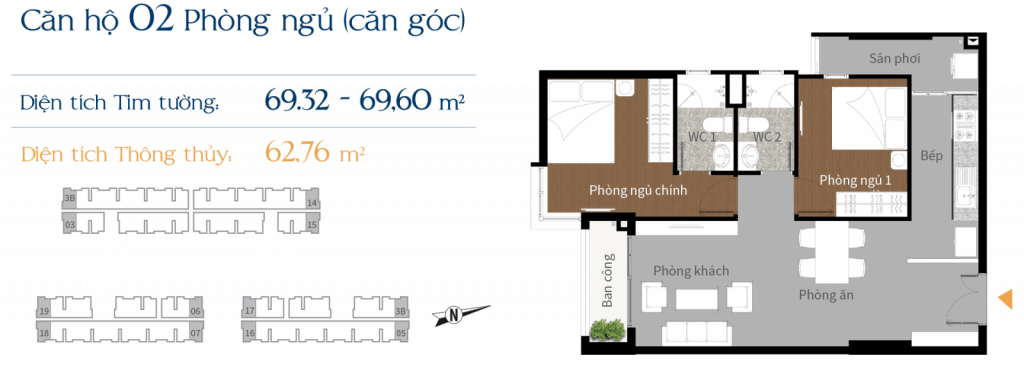 Căn hộ 02 Phòng ngủ (căn góc)
Diện tích Tim tường: 69.32 - 69,60 m²
Diện tích Thông thủy: 62,76 m²
3B
14
03
15
19
06
17
3B
18
07
16
05
N
Sân phơi
WC 1
WC 2
Bếp
Phòng ngủ chính
Phòng ngủ 1
Ban công
Phòng khách
Phòng ăn